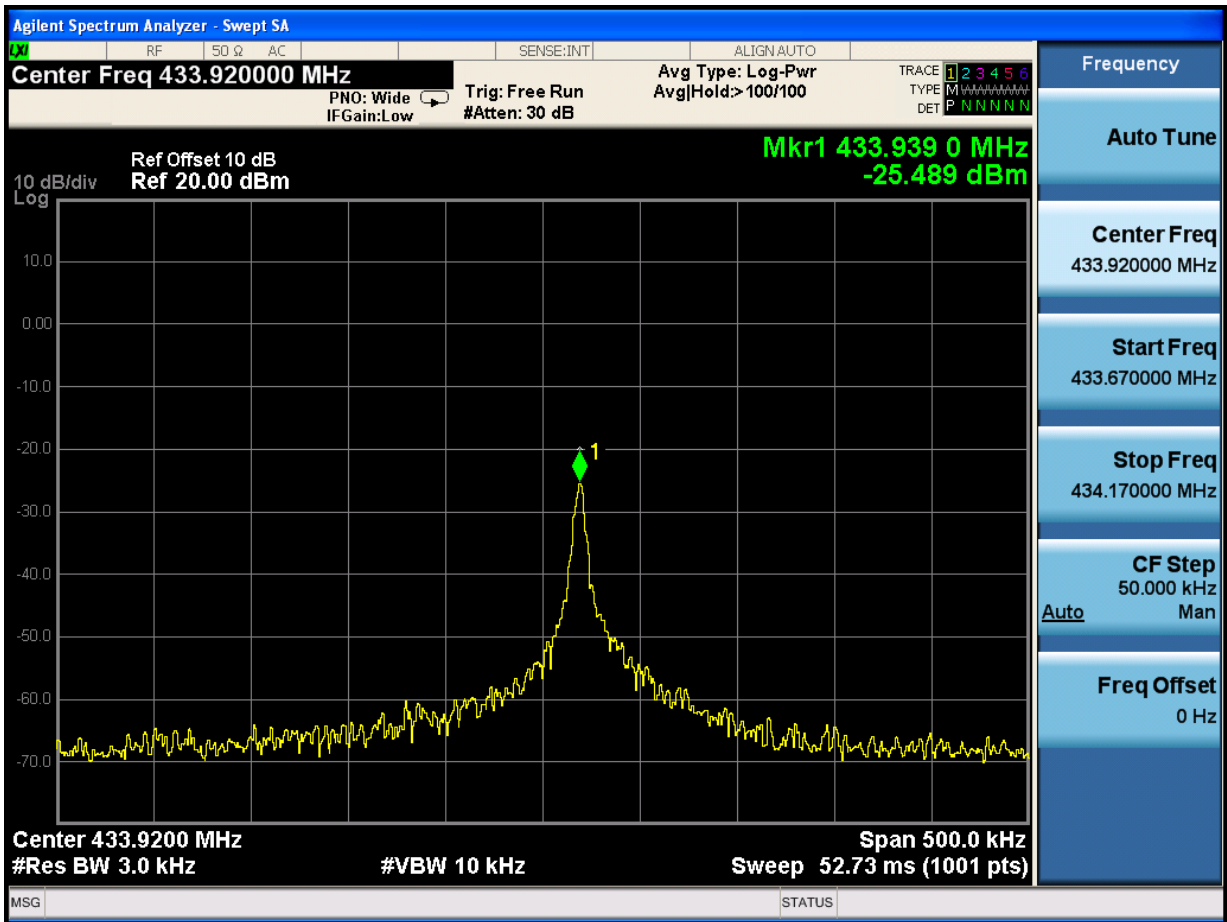 Agilent Spectrum Analyzer - Swept SA
LXI RF 50 Ω AC SENSE:INT ALIGNAUTO
Center Freq 433.920000 MHz
PNO: Wide
IFGain:Low
Trig: Free Run
#Atten: 30 dB
Avg Type: Log-Pwr
Avg|Hold:>100/100
TRACE 1 2 3 4 5 6
TYPE M
DET P N N N N N
Mkr1 433.939 0 MHz
-25.489 dBm
Ref Offset 10 dB
10 dB/div Ref 20.00 dBm
Log
10.0
0.00
-10.0
-20.0
1
-30.0
-40.0
-50.0
-60.0
-70.0
Center 433.9200 MHz
Span 500.0 kHz
#Res BW 3.0 kHz
#VBW 10 kHz
Sweep 52.73 ms (1001 pts)
MSG
STATUS
Frequency
Auto Tune
Center Freq
433.920000 MHz
Start Freq
433.670000 MHz
Stop Freq
434.170000 MHz
CF Step
50.000 kHz
Auto Man
Freq Offset
0 Hz